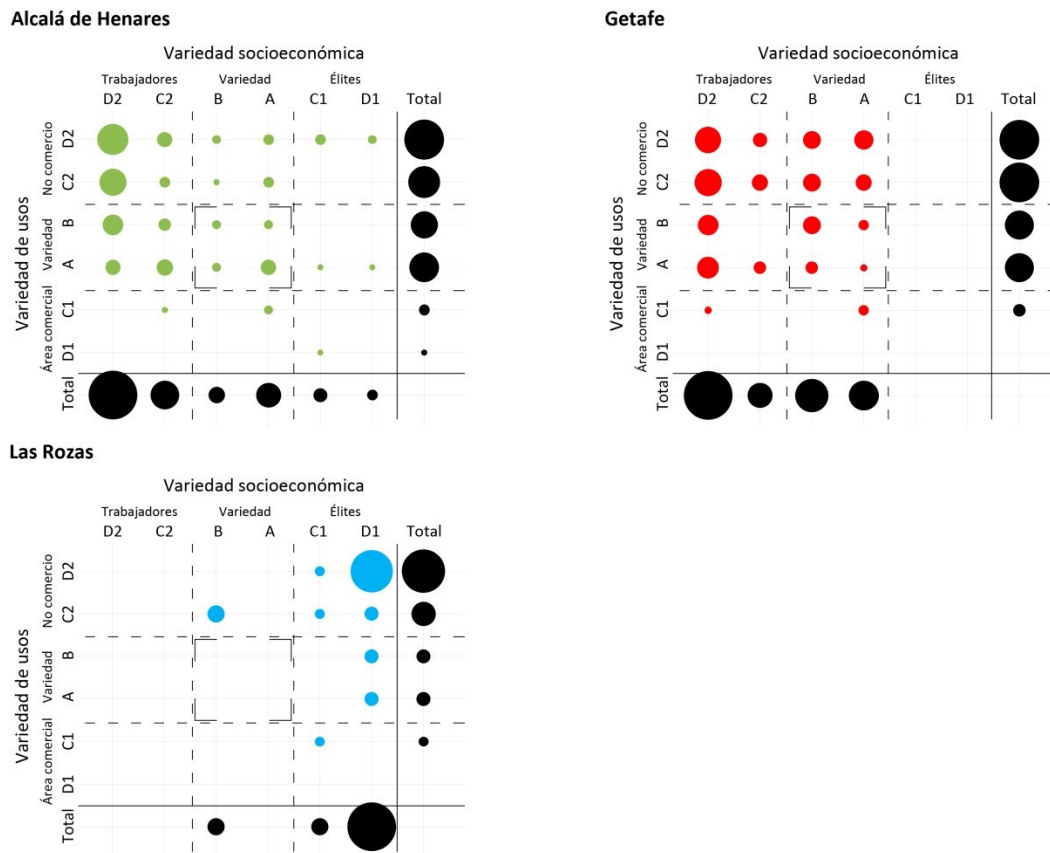 Alcalá de Henares
Variedad socioeconómica
Trabajadores Variedad Élites
D2 C2 B A C1 D1 Total
Variedad de usos
No comercio
D2
C2
Variedad
B
A
Área comercial
C1
D1
Total
Getafe
Variedad socioeconómica
Trabajadores Variedad Élites
D2 C2 B A C1 D1 Total
Variedad de usos
No comercio
D2
C2
Variedad
B
A
Área comercial
C1
D1
Total
Las Rozas
Variedad socioeconómica
Trabajadores Variedad Élites
D2 C2 B A C1 D1 Total
Variedad de usos
No comercio
D2
C2
Variedad
B
A
Área comercial
C1
D1
Total